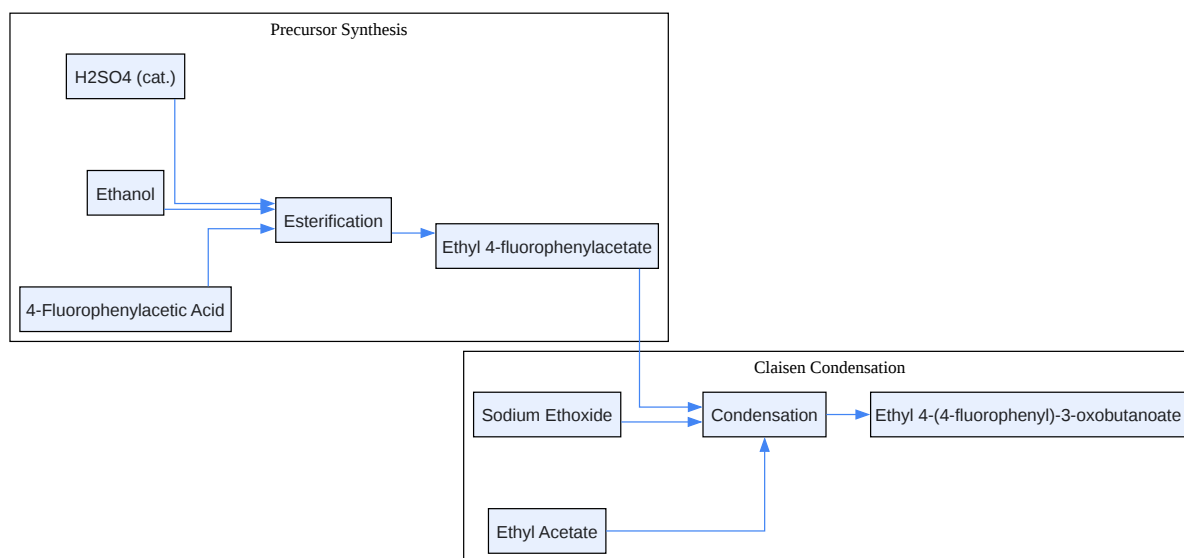 Precursor Synthesis
H2SO4 (cat.)
Ethanol
Esterification
Ethyl 4-fluorophenylacetate
4-Fluorophenylacetic Acid
Claisen Condensation
Sodium Ethoxide
Condensation
Ethyl 4-(4-fluorophenyl)-3-oxobutanoate
Ethyl Acetate